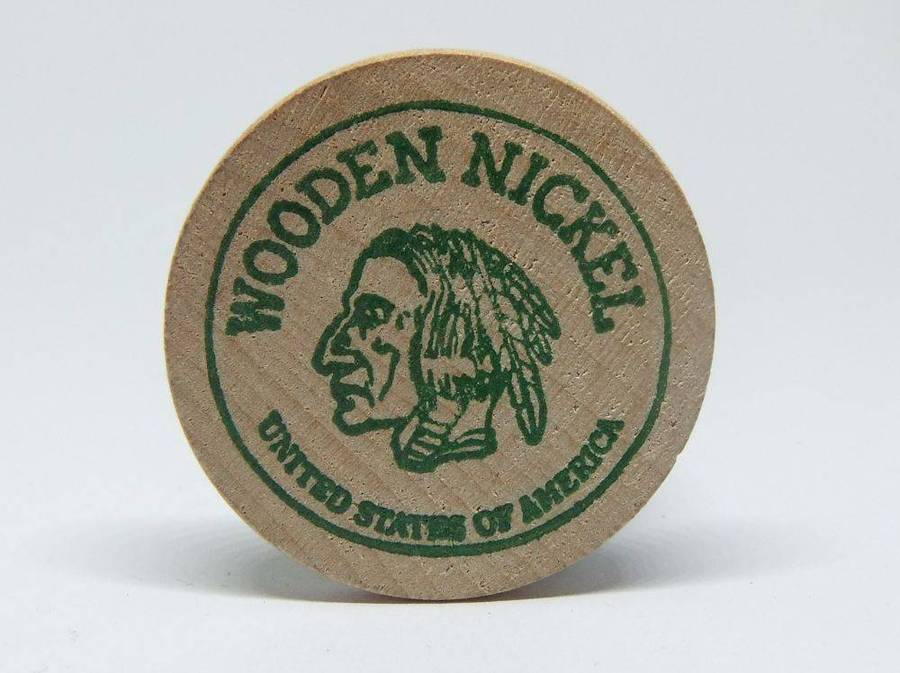 WOODEN NICKEL
UNITED STATES OF AMERICA